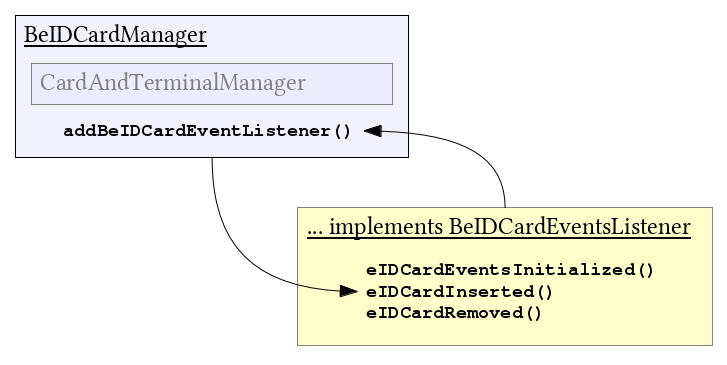 BeIDCardManager
CardAndTerminalManager
addBeIDCardEventListener()
... implements BeIDCardEventsListener
eIDCardEventsInitialized()
eIDCardInserted()
eIDCardRemoved()